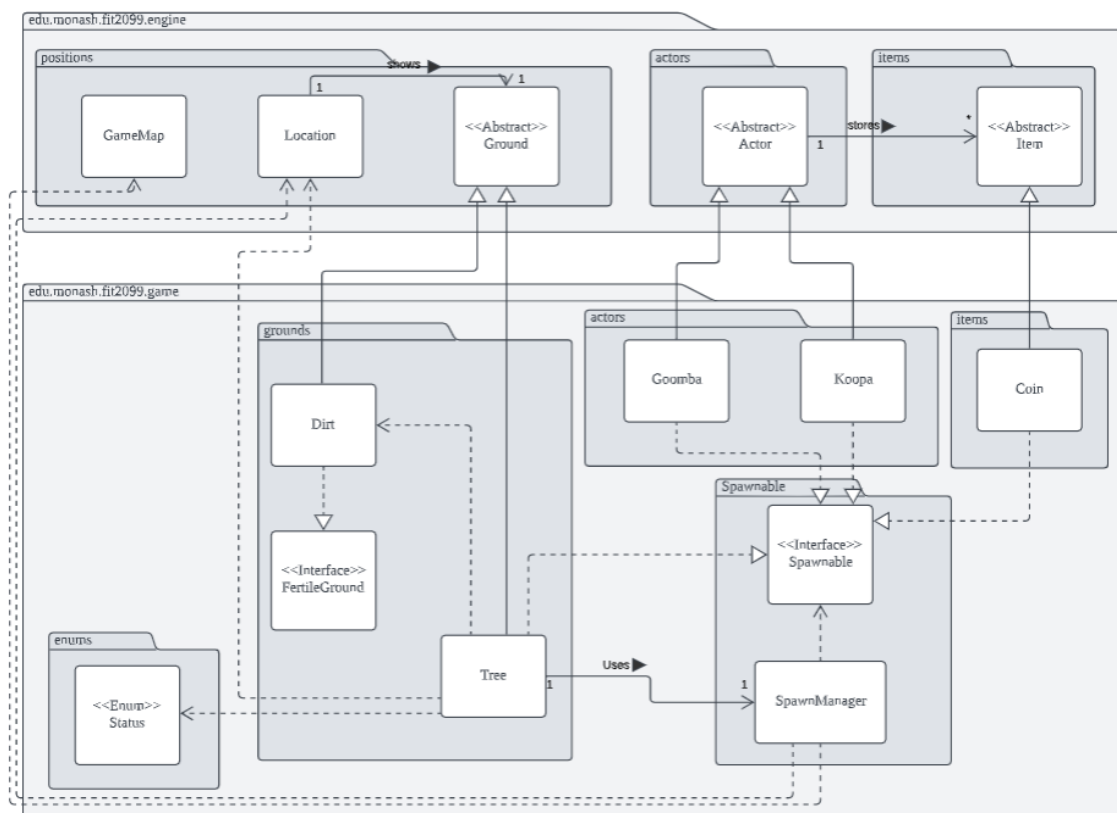 edu.monash.fit2099.engine
positions
actors
items
shows
1
1
GameMap
Location
<<Abstract>>
Ground
<<Abstract>>
Actor
stores
1
*
<<Abstract>>
Item
edu.monash.fit2099.game
grounds
actors
items
Dirt
Goomba
Koopa
Coin
Spawnable
<<Interface>>
FertileGround
<<Interface>>
Spawnable
enums
<<Enum>>
Status
Tree
Uses
1
1
SpawnManager